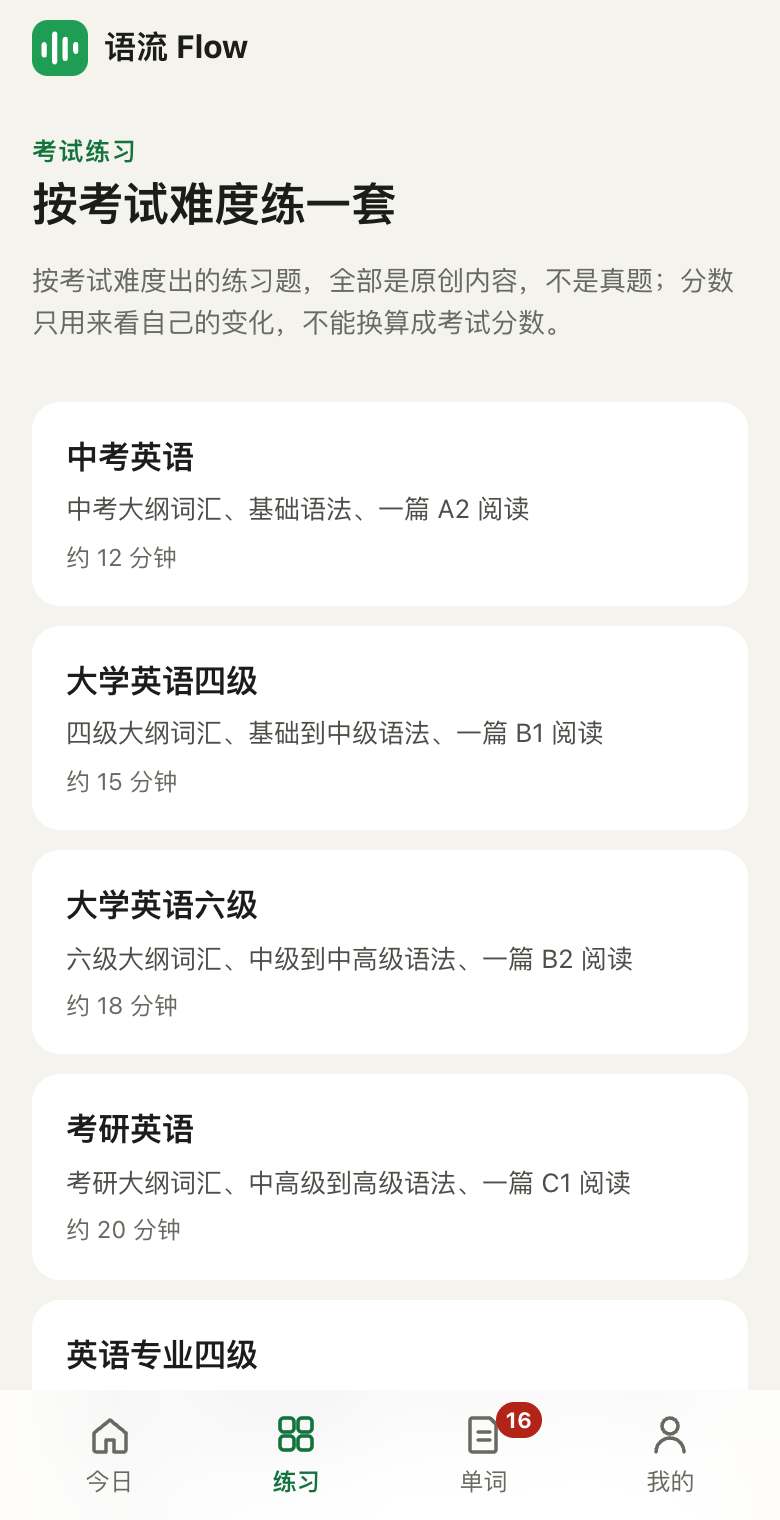 语流 Flow
考试练习
按考试难度练一套
按考试难度出的练习题，全部是原创内容，不是真题；分数
只用来看自己的变化，不能换算成考试分数。
中考英语
中考大纲词汇、基础语法、一篇 A2 阅读
约 12 分钟
大学英语四级
四级大纲词汇、基础到中级语法、一篇 B1 阅读
约 15 分钟
大学英语六级
六级大纲词汇、中级到中高级语法、一篇 B2 阅读
约 18 分钟
考研英语
考研大纲词汇、中高级到高级语法、一篇 C1 阅读
约 20 分钟
英语专业四级
16
今日
练习
单词
我的